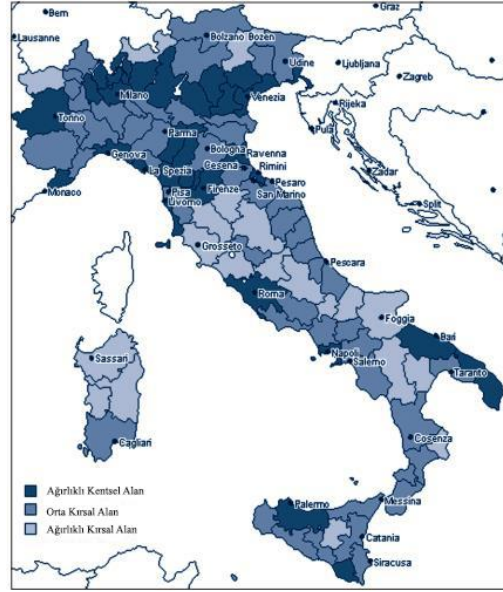 Bern
Graz
Lausanne
Bolzano Bozen
Udine
Ljubljana
Zagreb
Milano
Venezia
Torino
Rijeka
Parma
Pula
Genova
Bologna
Ravenna
La Spezia
Cesena
Rimini
Zadar
Monaco
Pisa
Firenze
Pesaro
Livorno
San Marino
Split
Grosseto
Pescara
Roma
Foggia
Bari
Napoli
Salerno
Taranto
Sassari
Cosenza
Cagliari
Messina
Palermo
Catania
Siracusa
Ağırlıklı Kentsel Alan
Orta Kırsal Alan
Ağırlıklı Kırsal Alan